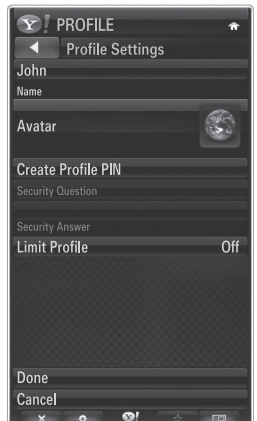 Y! PROFILE
Profile Settings
John
Name
Avatar
Create Profile PIN
Security Question
Security Answer
Limit Profile Off
Done
Cancel
Y!